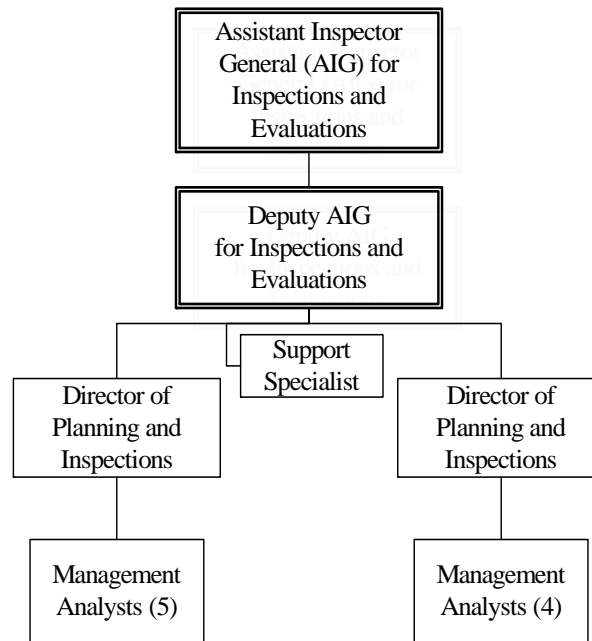 Assistant Inspector
General (AIG) for
Inspections and
Evaluations
Deputy AIG
for Inspections and
Evaluations
Support
Specialist
Director of
Planning and
Inspections
Director of
Planning and
Inspections
Management
Analysts (5)
Management
Analysts (4)